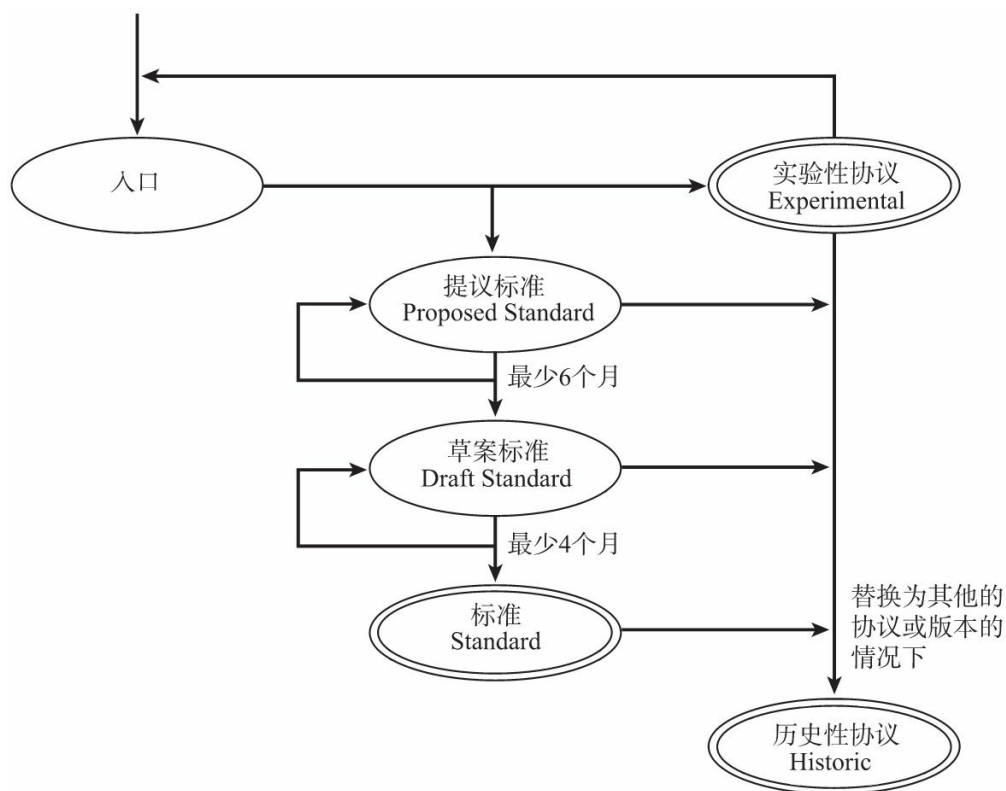 入口
实验性协议
Experimental
提议标准
Proposed Standard
最少6个月
草案标准
Draft Standard
最少4个月
标准
Standard
替换为其他的
协议或版本的
情况下
历史性协议
Historic